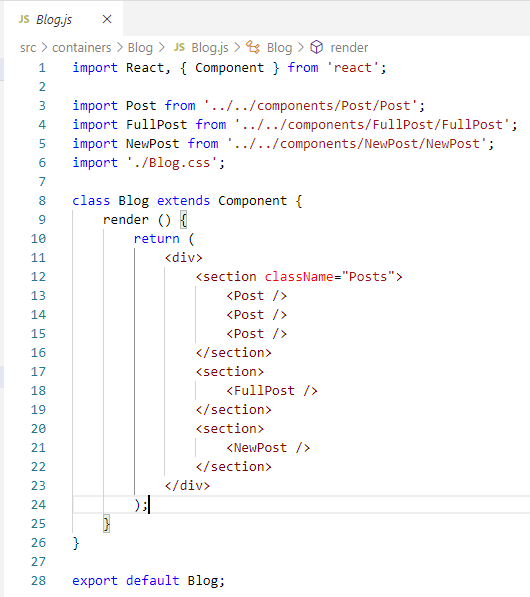 JS Blog.js ×
src > containers > Blog > JS Blog.js > Blog > render
1 import React, { Component } from 'react';
2
3 import Post from '../../components/Post/Post';
4 import FullPost from '../../components/FullPost/FullPost';
5 import NewPost from '../../components/NewPost/NewPost';
6 import './Blog.css';
7
8 class Blog extends Component {
9     render () {
10         return (
11             <div>
12                 <section className="Posts">
13                     <Post />
14                     <Post />
15                     <Post />
16                 </section>
17                 <section>
18                     <FullPost />
19                 </section>
20                 <section>
21                     <NewPost />
22                 </section>
23             </div>
24         );
25     }
26 }
27
28 export default Blog;